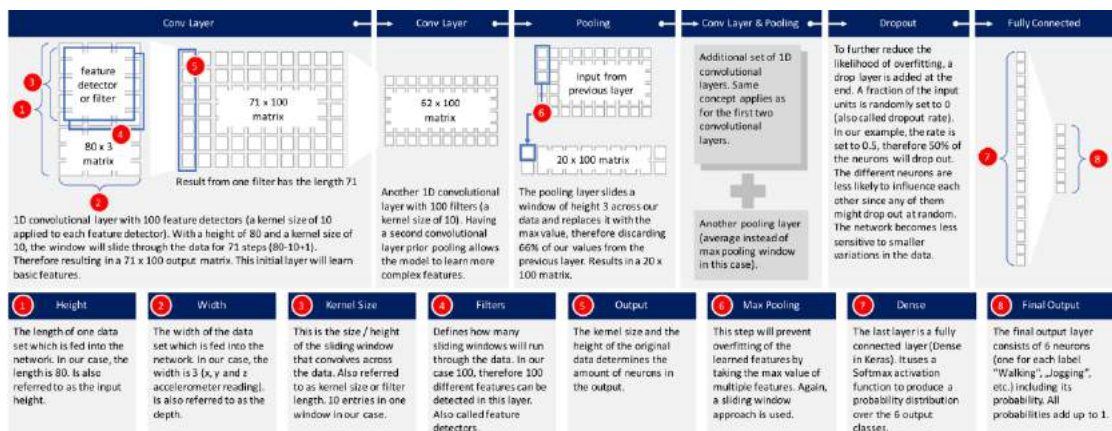 Conv Layer
Conv Layer
Pooling
Conv Layer & Pooling
Dropout
Fully Connected
3
1
feature
detector
or filter
4
80 x 3
matrix
2
5
71 x 100
matrix
Result from one filter has the length 71
1D convolutional layer with 100 feature detectors (a kernel size of 10
applied to each feature detector). With a height of 80 and a kernel size of
10, the window will slide through the data for 71 steps (80-10+1).
Therefore resulting in a 71 x 100 output matrix. This initial layer will learn
basic features.
62 x 100
matrix
Another 1D convolutional
layer with 100 filters (a
kernel size of 10). Having
a second convolutional
layer prior pooling allows
the model to learn more
complex features.
input from
previous layer
6
20 x 100 matrix
The pooling layer slides a
window of height 3 across our
data and replaces it with the
max value, therefore discarding
66% of our values from the
previous layer. Results in a 20 x
100 matrix.
Additional set of 1D
convolutional
layers. Same
concept applies as
for the first two
convolutional
layers.
Another pooling layer
(average instead of
max pooling window
in this case).
To further reduce the
likelihood of overfitting, a
drop layer is added at the
end. A fraction of the input
units is randomly set to 0
(also called dropout rate).
In our example, the rate is
set to 0.5, therefore 50% of
the neurons will drop out.
The different neurons are
less likely to influence each
other since any of them
might drop out at random.
The network becomes less
sensitive to smaller
variations in the data.
7
8
1 Height
The length of one data
set which is fed into the
network. In our case, the
length is 80. Is also
referred to as the input
height.
2 Width
The width of the data
set which is fed into the
network. In our case, the
width is 3 (x, y and z
accelerometer reading).
Is also referred to as the
depth.
3 Kernel Size
This is the size / height
of the sliding window
that convolves across
the data. Also referred
to as kernel size or filter
length. 10 entries in one
window in our case.
4 Filters
Defines how many
sliding windows will run
through the data. In our
case 100, therefore 100
different features can be
detected in this layer.
Also called feature
detectors.
5 Output
The kernel size and the
height of the original
data determines the
amount of neurons in
the output.
6 Max Pooling
This step will prevent
overfitting of the
learned features by
taking the max value of
multiple features. Again,
a sliding window
approach is used.
7 Dense
The last layer is a fully
connected layer (Dense
in Keras). It uses a
Softmax activation
function to produce a
probability distribution
over the 6 output
classes.
8 Final Output
The final output layer
consists of 6 neurons
(one for each label
"Walking", „Jogging",
etc.) including its
probability. All
probabilities add up to 1.